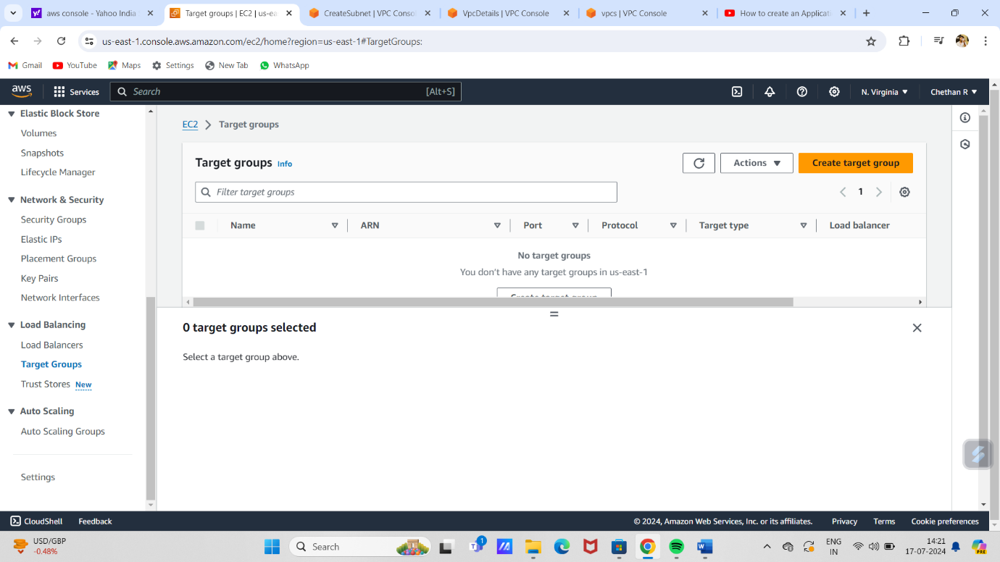 aws console - Yahoo India
Target groups | EC2 | us-ea
CreateSubnet | VPC Conso
VpcDetails | VPC Console
vpcs | VPC Console
How to create an Applicati
us-east-1.console.aws.amazon.com/ec2/home?region=us-east-1#TargetGroups:
Gmail
YouTube
Maps
Settings
New Tab
WhatsApp
aws
Services
Search
[Alt+S]
N. Virginia
Chethan R
Elastic Block Store
Volumes
Snapshots
Lifecycle Manager
Network & Security
Security Groups
Elastic IPs
Placement Groups
Key Pairs
Network Interfaces
Load Balancing
Load Balancers
Target Groups
Trust Stores New
Auto Scaling
Auto Scaling Groups
Settings
EC2 > Target groups
Target groups Info
Actions
Create target group
Filter target groups
1
Name
ARN
Port
Protocol
Target type
Load balancer
No target groups
You don't have any target groups in us-east-1
Create target group
0 target groups selected
Select a target group above.
CloudShell
Feedback
© 2024, Amazon Web Services, Inc. or its affiliates.
Privacy
Terms
Cookie preferences
USD/GBP
-0.48%
Search
1
ENG
IN
14:21
17-07-2024
PRE